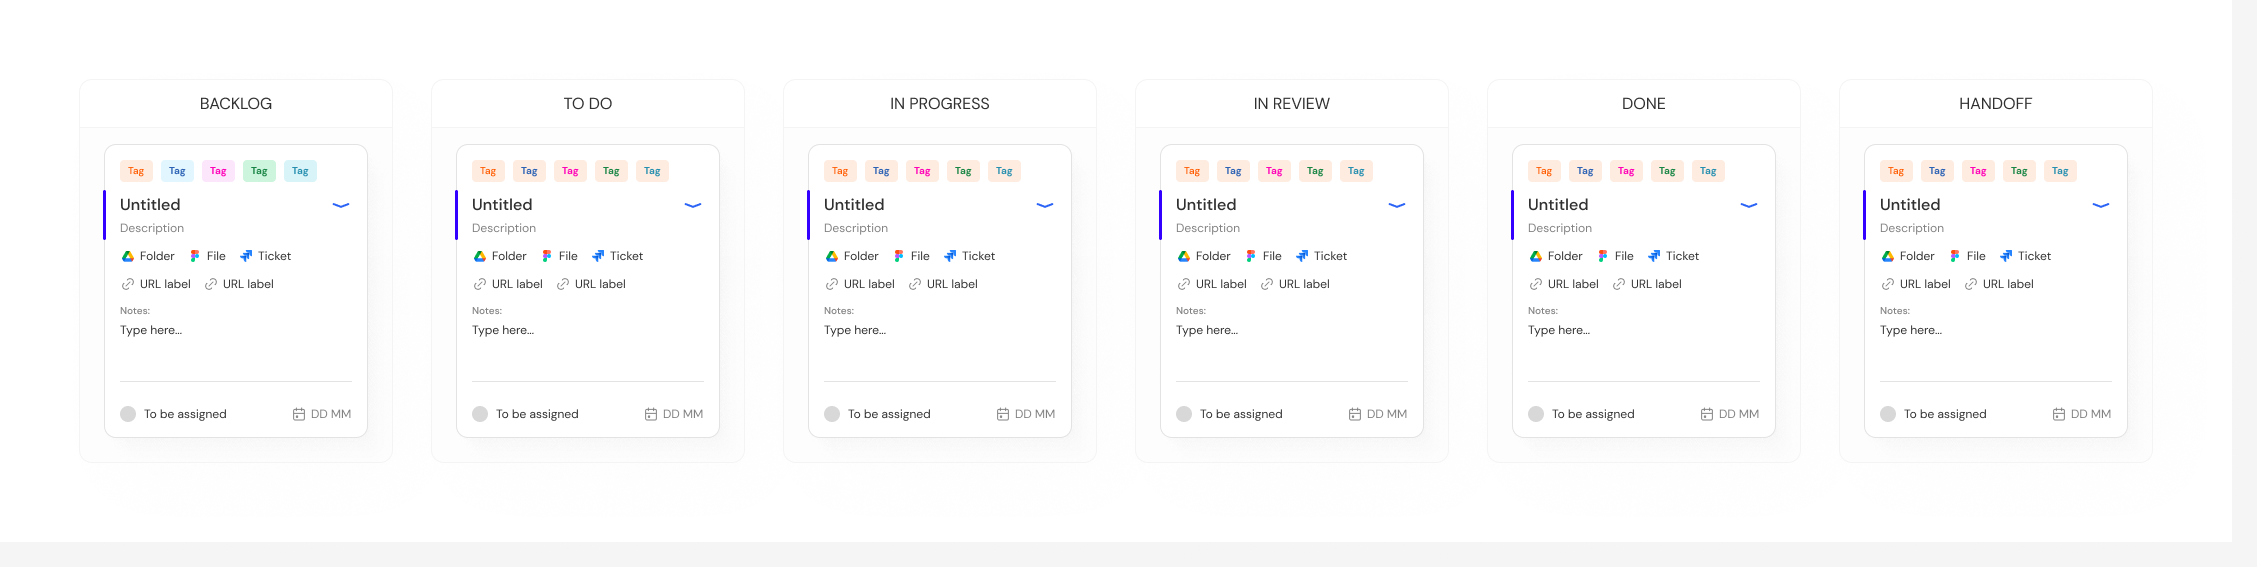 BACKLOG
Tag Tag Tag Tag Tag
Untitled
Description
Folder File Ticket
URL label URL label
Notes:
Type here...
To be assigned DD MM
TO DO
Tag Tag Tag Tag Tag
Untitled
Description
Folder File Ticket
URL label URL label
Notes:
Type here...
To be assigned DD MM
IN PROGRESS
Tag Tag Tag Tag Tag
Untitled
Description
Folder File Ticket
URL label URL label
Notes:
Type here...
To be assigned DD MM
IN REVIEW
Tag Tag Tag Tag Tag
Untitled
Description
Folder File Ticket
URL label URL label
Notes:
Type here...
To be assigned DD MM
DONE
Tag Tag Tag Tag Tag
Untitled
Description
Folder File Ticket
URL label URL label
Notes:
Type here...
To be assigned DD MM
HANDOFF
Tag Tag Tag Tag Tag
Untitled
Description
Folder File Ticket
URL label URL label
Notes:
Type here...
To be assigned DD MM